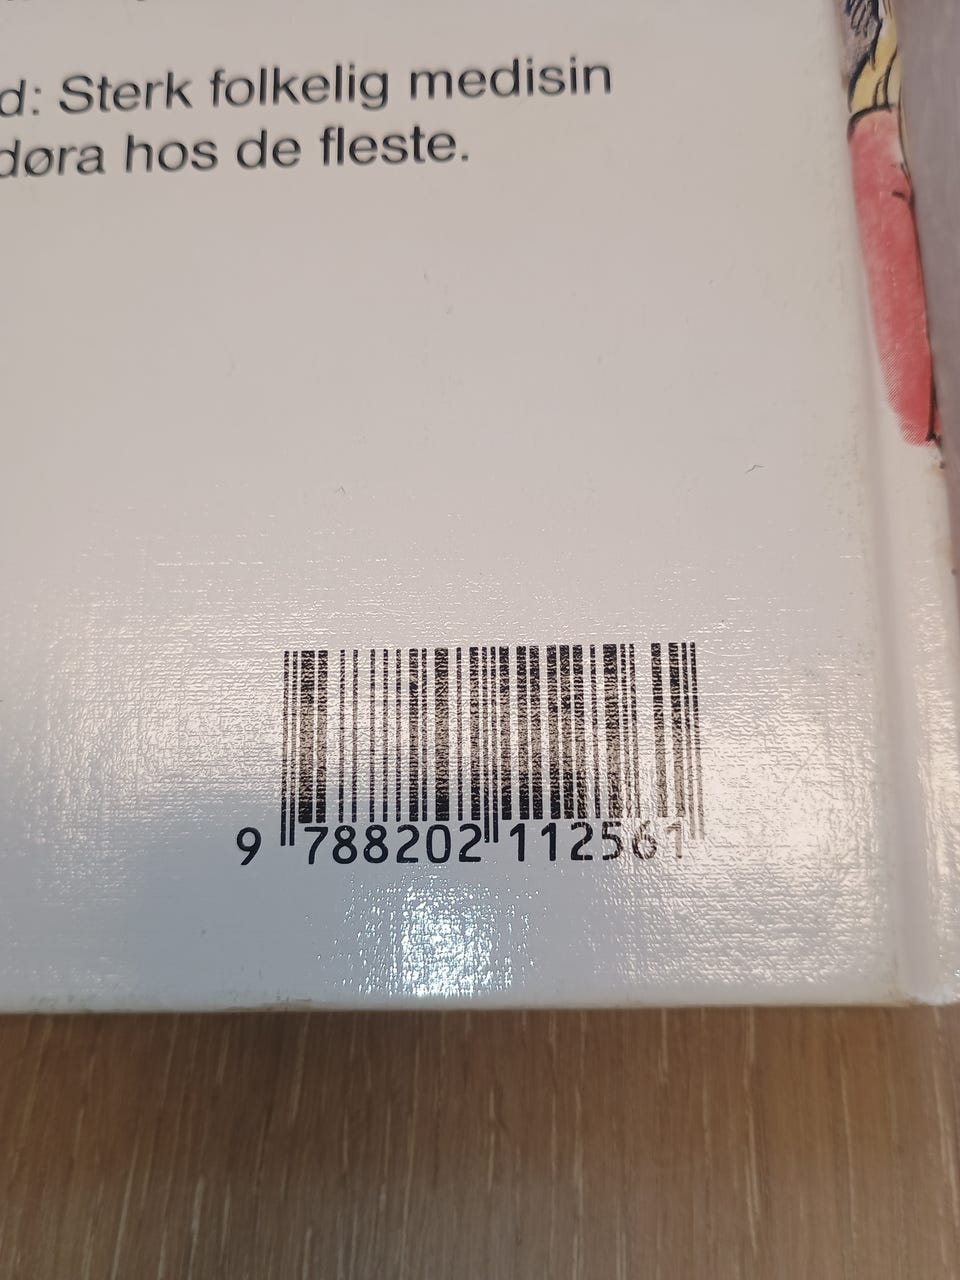 d: Sterk folkelig medisin
døra hos de fleste.
9 788202 112561